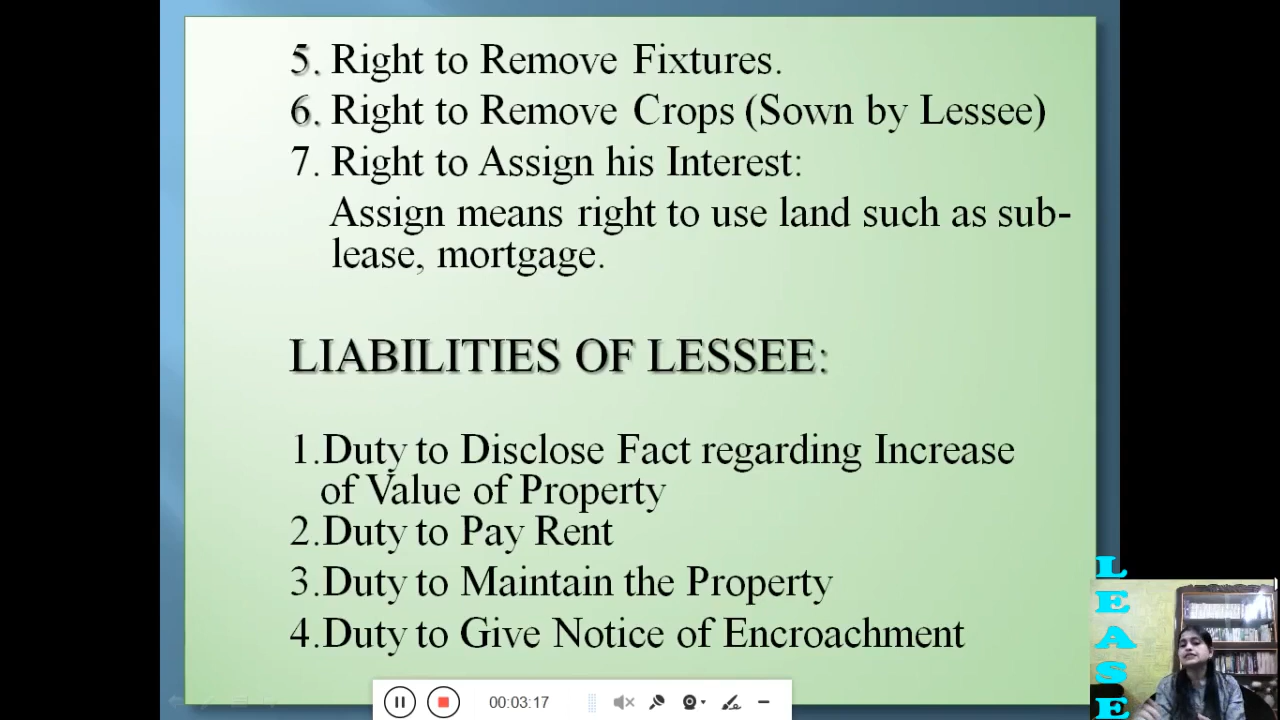 5. Right to Remove Fixtures.
6. Right to Remove Crops (Sown by Lessee)
7. Right to Assign his Interest:
Assign means right to use land such as sub-
lease, mortgage.
LIABILITIES OF LESSEE:
1.Duty to Disclose Fact regarding Increase
of Value of Property
2.Duty to Pay Rent
3.Duty to Maintain the Property
4.Duty to Give Notice of Encroachment
00:03:17
L
E
A
S
E